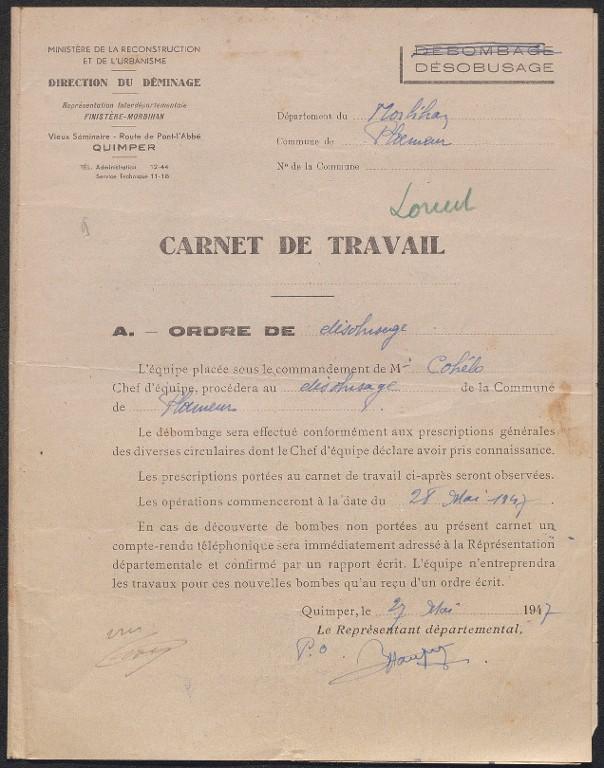 MINISTÈRE DE LA RECONSTRUCTION
ET DE L'URBANISME
DIRECTION DU DÉMINAGE
Représentation Interdépartementale
FINISTÈRE-MORBIHAN
Vieux Séminaire - Route de Pont-l'Abbé
QUIMPER
TÉL. Administration 12-44
Service Technique 11-18
DÉBOMBAGE
DÉSOBUSAGE
Département du Morbihan
Commune de Ploemeur
N° de la Commune
Lorient
CARNET DE TRAVAIL
A. — ORDRE DE désobusage
L'équipe placée sous le commandement de Mr Cohélo
Chef d'équipe, procédera au désobusage de la Commune
de Ploemeur
Le débombage sera effectué conformément aux prescriptions générales
des diverses circulaires dont le Chef d'équipe déclare avoir pris connaissance.
Les prescriptions portées au carnet de travail ci-après seront observées.
Les opérations commenceront à la date du 28 Mai 1947
En cas de découverte de bombes non portées au présent carnet un
compte-rendu téléphonique sera immédiatement adressé à la Représentation
départementale et confirmé par un rapport écrit. L'équipe n'entreprendra
les travaux pour ces nouvelles bombes qu'au reçu d'un ordre écrit.
Quimper, le 27 Mai 1947
Le Représentant départemental,
P.O
vu